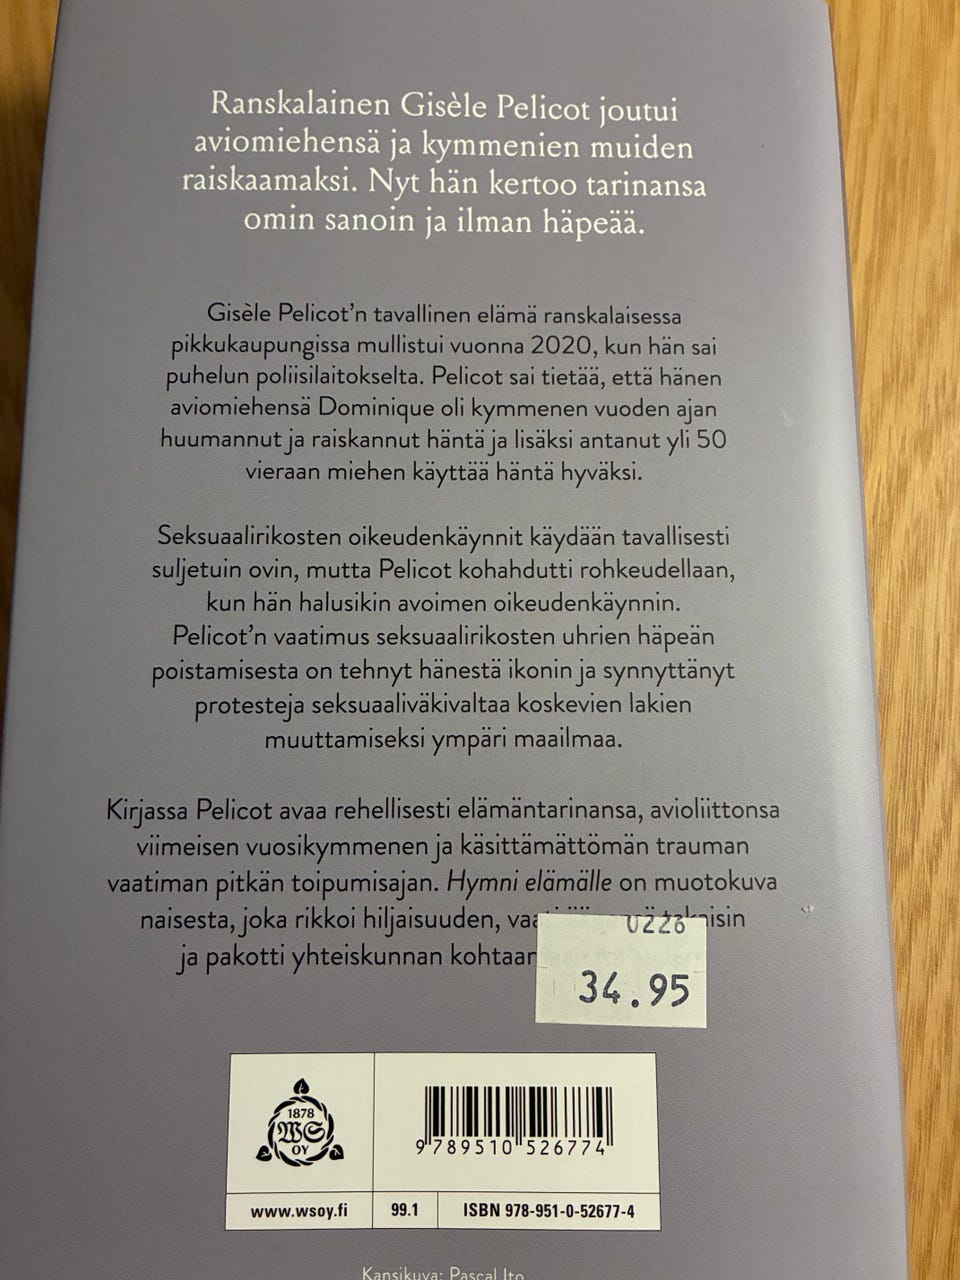 Ranskalainen Gisèle Pelicot joutui
aviomiehensä ja kymmenien muiden
raiskaamaksi. Nyt hän kertoo tarinansa
omin sanoin ja ilman häpeää.
Gisèle Pelicot’n tavallinen elämä ranskalaisessa
pikkukaupungissa mullistui vuonna 2020, kun hän sai
puhelun poliisilaitokselta. Pelicot sai tietää, että hänen
aviomiehensä Dominique oli kymmenen vuoden ajan
huumannut ja raiskannut häntä ja lisäksi antanut yli 50
vieraan miehen käyttää häntä hyväksi.
Seksuaalirikosten oikeudenkäynnit käydään tavallisesti
suljetuin ovin, mutta Pelicot kohahdutti rohkeudellaan,
kun hän halusikin avoimen oikeudenkäynnin.
Pelicot’n vaatimus seksuaalirikosten uhrien häpeän
poistamisesta on tehnyt hänestä ikonin ja synnyttänyt
protesteja seksuaaliväkivaltaa koskevien lakien
muuttamiseksi ympäri maailmaa.
Kirjassa Pelicot avaa rehellisesti elämäntarinansa, avioliittonsa
viimeisen vuosikymmenen ja käsittämättömän trauman
vaatiman pitkän toipumisajan. Hymni elämälle on muotokuva
naisesta, joka rikkoi hiljaisuuden,
ja pakotti yhteiskunnan
0226
34.95
1878
WS
OY
9 789510 526774
www.wsoy.fi
99.1
ISBN 978-951-0-52677-4
Kansikuva: Pascal Ito